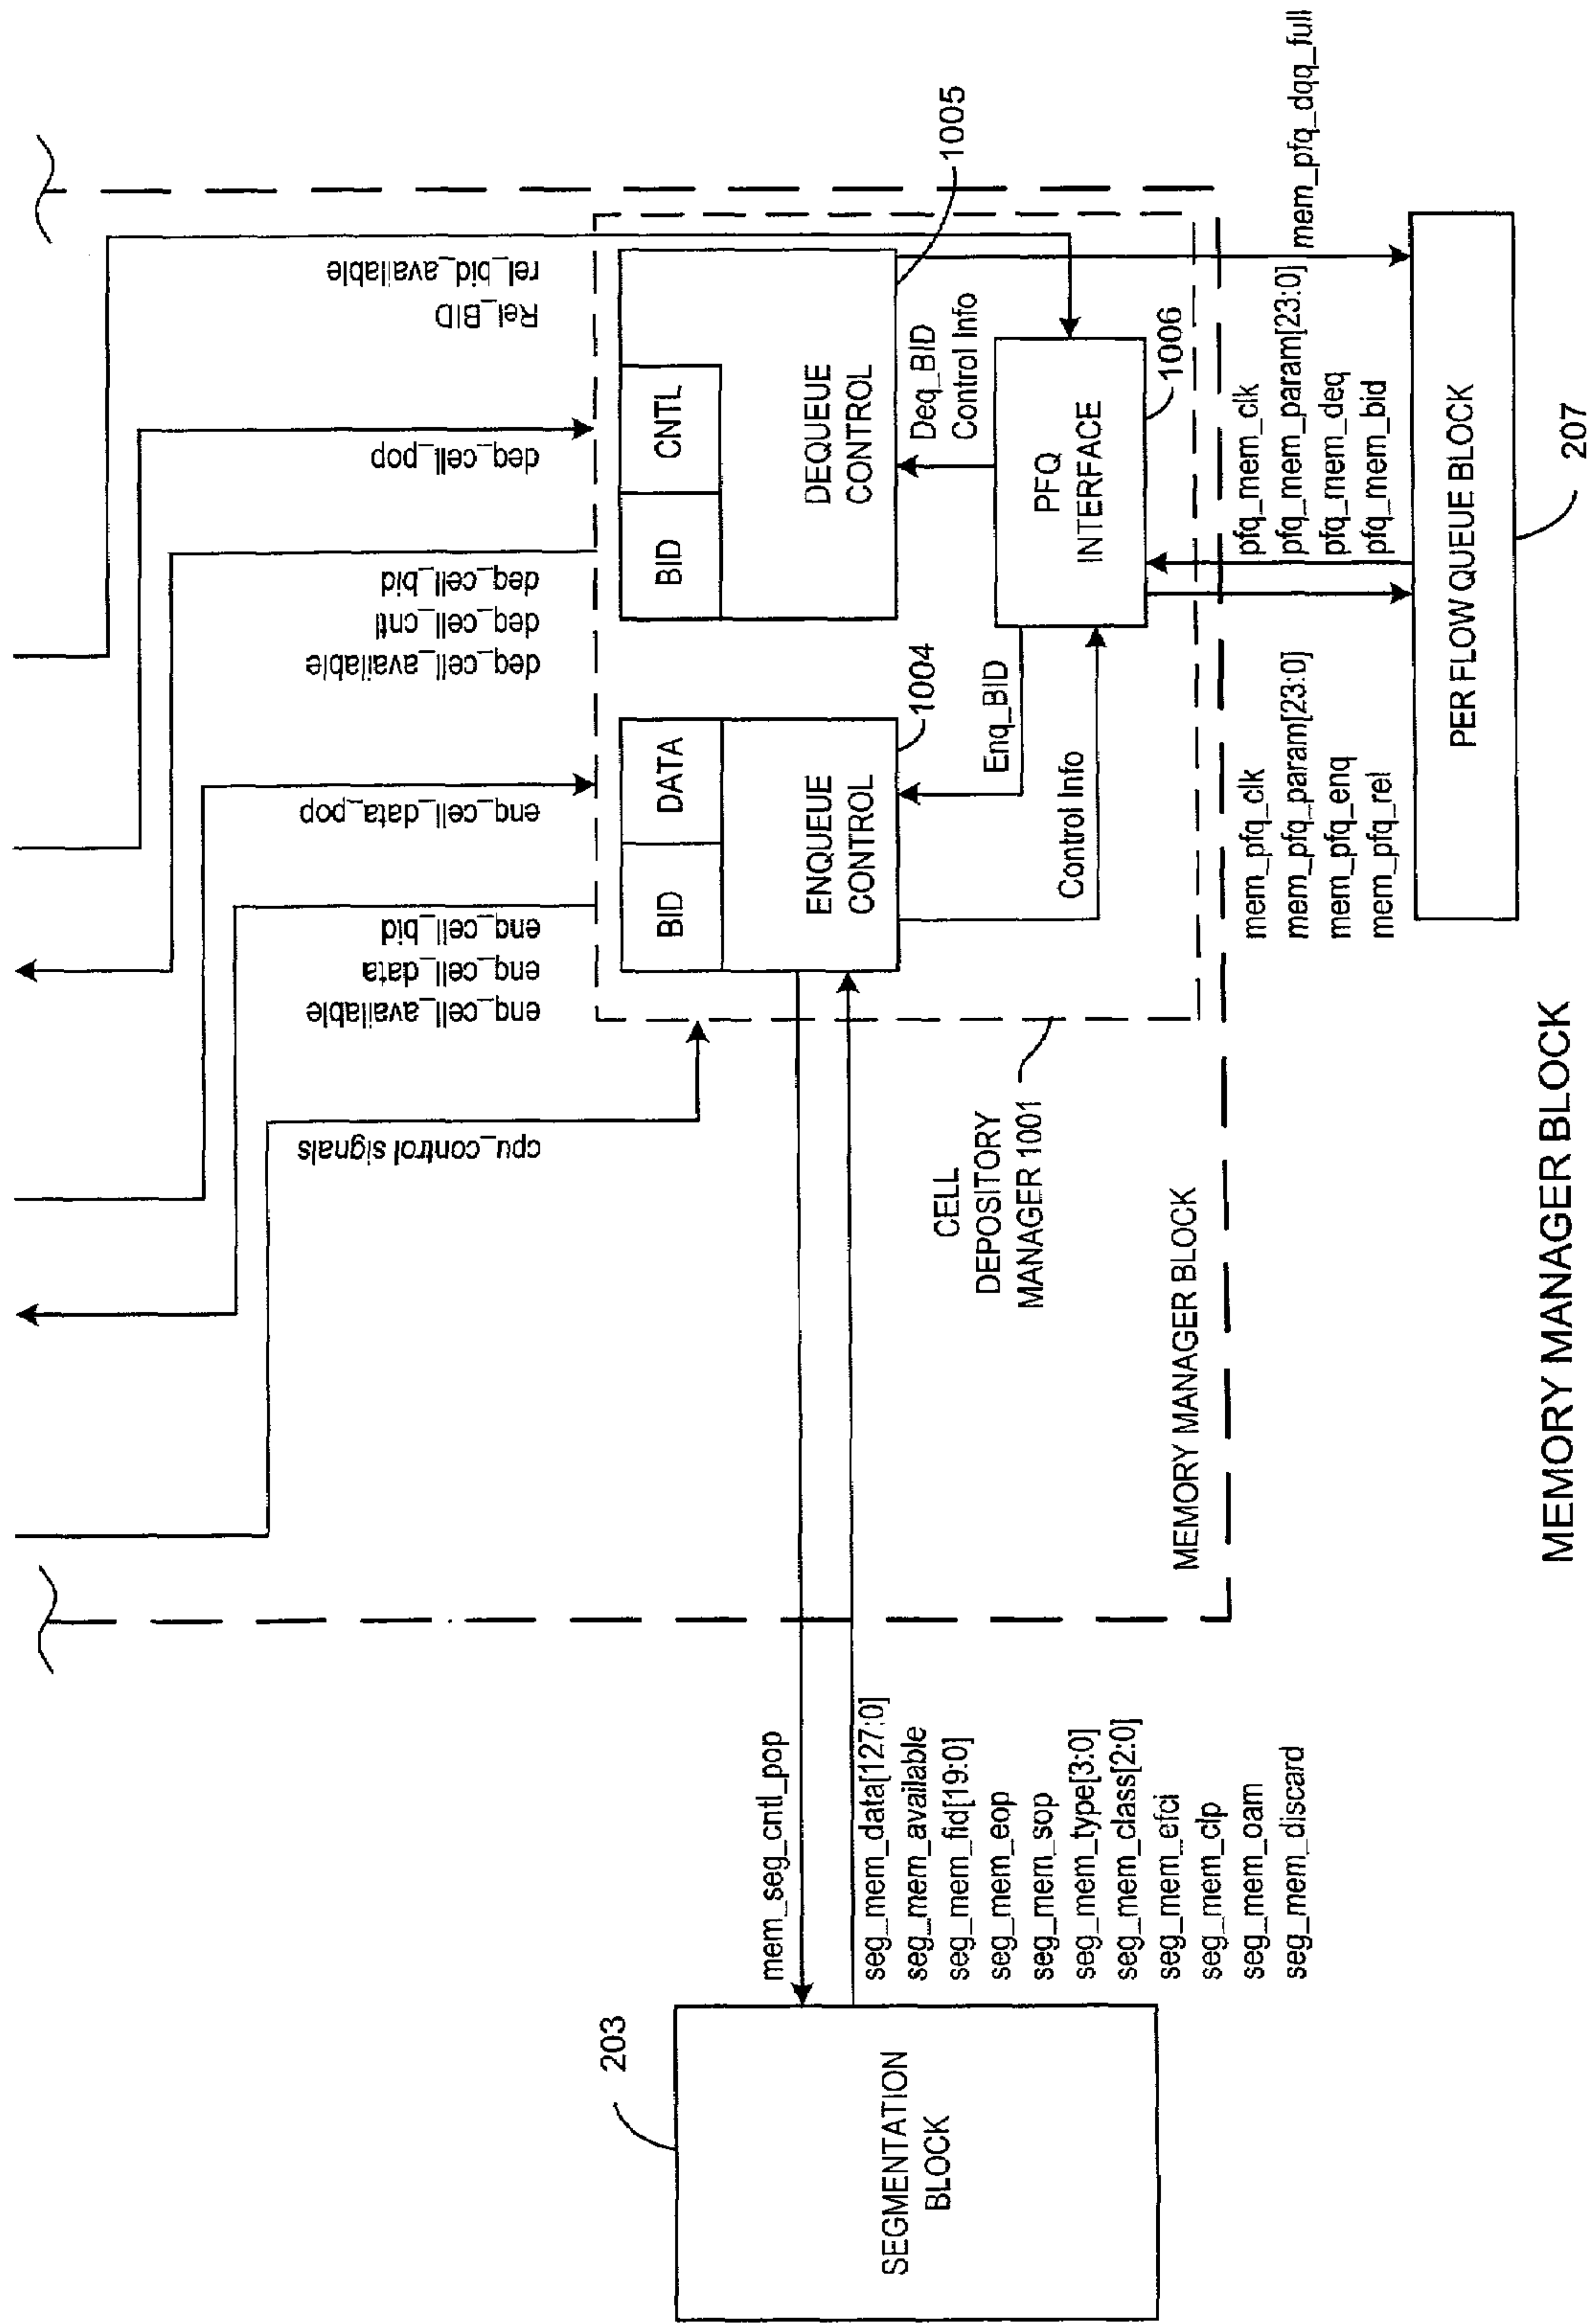 rel_bid_available
Rel_BID
deq_cell_pop
deq_cell_bid
deq_cell_cntl
deq_cell_available
enq_cell_data_pop
enq_cell_bid
enq_cell_data
enq_cell_available
cpu_control signals
BID
CNTL
DEQUEUE
CONTROL
1005
Deq_BID
Control Info
BID
DATA
ENQUEUE
CONTROL
1004
Enq_BID
Control Info
PFQ
INTERFACE
1006
mem_pfq_dqq_full
pfq_mem_clk
pfq_mem_param[23:0]
pfq_mem_deq
pfq_mem_bid
mem_pfq_clk
mem_pfq_param[23:0]
mem_pfq_enq
mem_pfq_rel
PER FLOW QUEUE BLOCK
207
CELL
DEPOSITORY
MANAGER 1001
MEMORY MANAGER BLOCK
203
SEGMENTATION
BLOCK
mem_seg_cntl_pop
seg_mem_data[127:0]
seg_mem_available
seg_mem_fid[19:0]
seg_mem_eop
seg_mem_sop
seg_mem_type[3:0]
seg_mem_class[2:0]
seg_mem_efci
seg_mem_clp
seg_mem_oam
seg_mem_discard
MEMORY MANAGER BLOCK